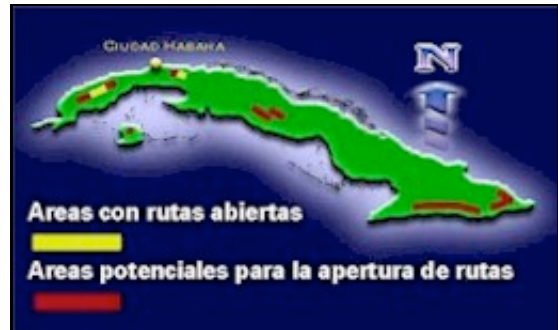 CIUDAD HABANA
N
Areas con rutas abiertas
Areas potenciales para la apertura de rutas